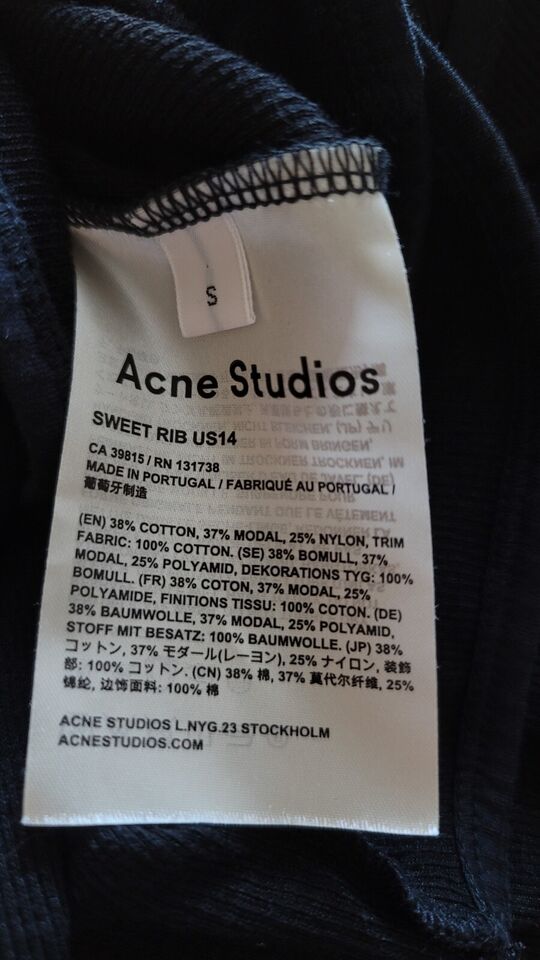 S
Acne Studios
SWEET RIB US14
CA 39815 / RN 131738
MADE IN PORTUGAL / FABRIQUÉ AU PORTUGAL /
葡萄牙制造
(EN) 38% COTTON, 37% MODAL, 25% NYLON, TRIM
FABRIC: 100% COTTON. (SE) 38% BOMULL, 37%
MODAL, 25% POLYAMID, DEKORATIONS TYG: 100%
BOMULL. (FR) 38% COTON, 37% MODAL, 25%
POLYAMIDE, FINITIONS TISSU: 100% COTON. (DE)
38% BAUMWOLLE, 37% MODAL, 25% POLYAMID,
STOFF MIT BESATZ: 100% BAUMWOLLE. (JP) 38%
コットン, 37% モダール(レーヨン), 25% ナイロン, 装飾
部: 100% コットン. (CN) 38% 棉, 37% 莫代尔纤维, 25%
锦纶, 边饰面料: 100% 棉
ACNE STUDIOS L.NYG.23 STOCKHOLM
ACNESTUDIOS.COM